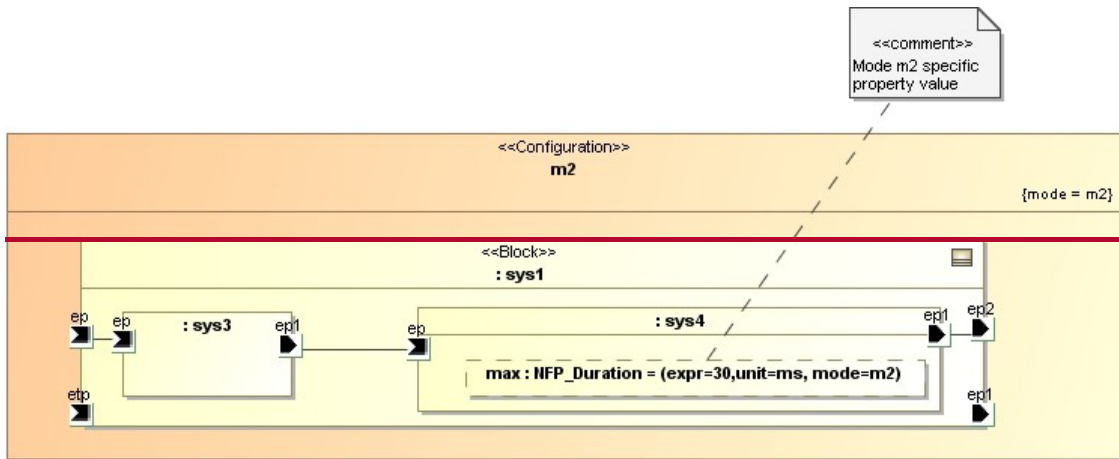 <<comment>>
Mode m2 specific
property value
<<Configuration>>
m2
{mode = m2}
<<Block>>
: sys1
ep
ep
: sys3
ep1
ep
: sys4
ep1
ep2
max : NFP_Duration = (expr=30,unit=ms, mode=m2)
etp
ep1